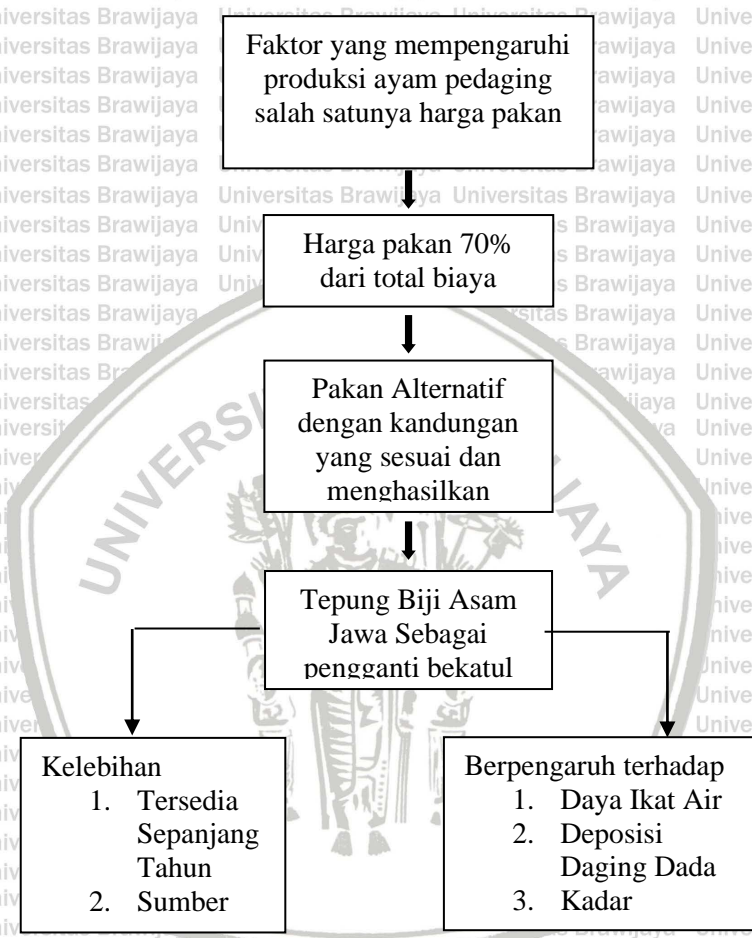 Faktor yang mempengaruhi
produksi ayam pedaging
salah satunya harga pakan
Harga pakan 70%
dari total biaya
Pakan Alternatif
dengan kandungan
yang sesuai dan
menghasilkan
Tepung Biji Asam
Jawa Sebagai
pengganti bekatul
Kelebihan
1. Tersedia
Sepanjang
Tahun
2. Sumber
Berpengaruh terhadap
1. Daya Ikat Air
2. Deposisi
Daging Dada
3. Kadar